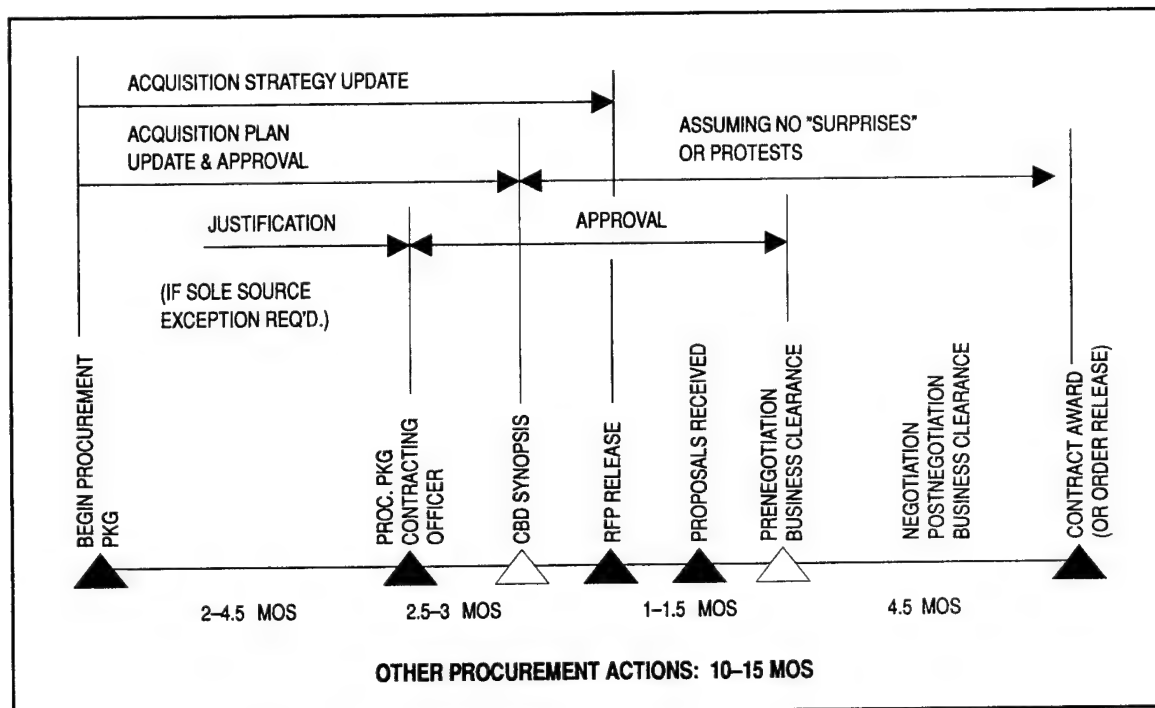 ACQUISITION STRATEGY UPDATE
ACQUISITION PLAN
UPDATE & APPROVAL
ASSUMING NO "SURPRISES"
OR PROTESTS
JUSTIFICATION
APPROVAL
(IF SOLE SOURCE
EXCEPTION REQ'D.)
BEGIN PROCUREMENT
PKG
PROC. PKG
CONTRACTING
OFFICER
CBD SYNOPSIS
RFP RELEASE
PROPOSALS RECEIVED
PRENEGOTIATION
BUSINESS CLEARANCE
NEGOTIATION
POSTNEGOTIATION
BUSINESS CLEARANCE
CONTRACT AWARD
(OR ORDER RELEASE)
2–4.5 MOS
2.5–3 MOS
1–1.5 MOS
4.5 MOS
OTHER PROCUREMENT ACTIONS: 10–15 MOS